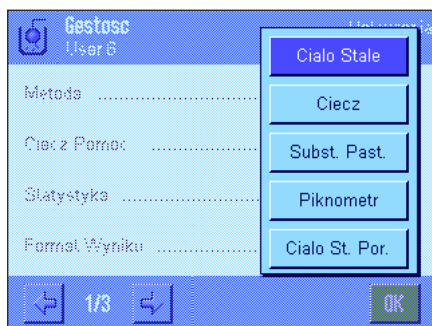 Gestosc
User 6
Metoda
Ciecz Pomoc
Statystyka
Format Wyniku
Cialo Stale
Ciecz
Subst. Past.
Piknometr
Cialo St. Por.
1/3
OK